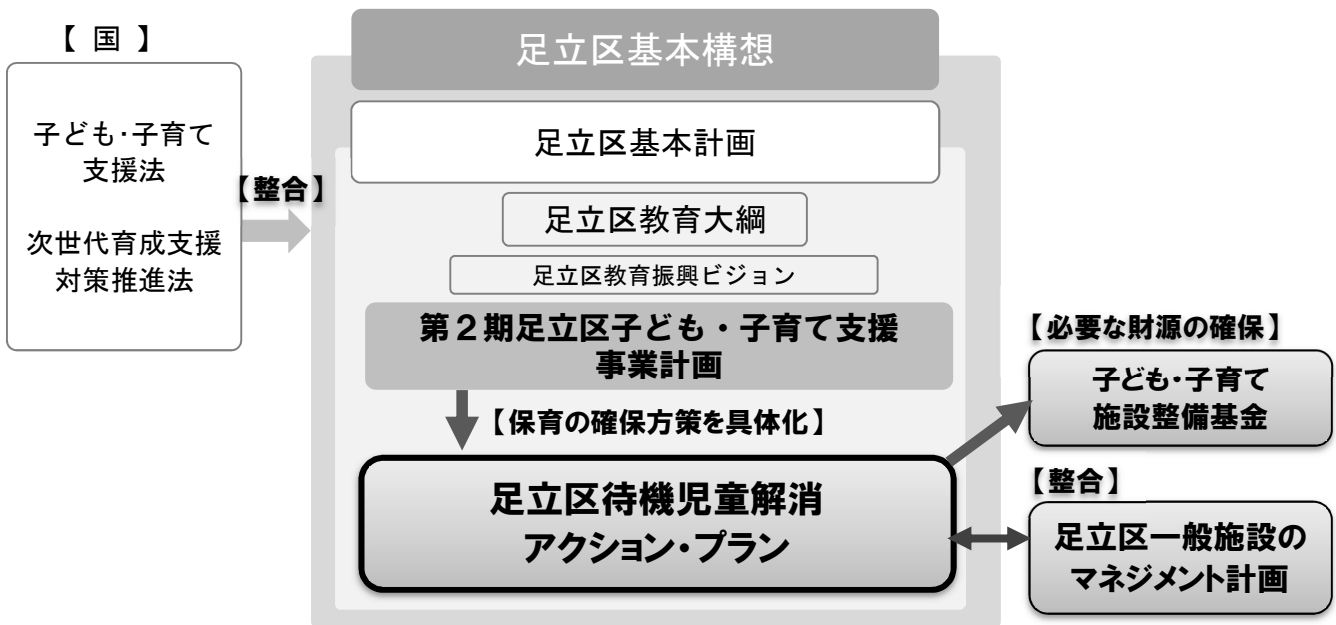 【 国 】
子ども・子育て
支援法
次世代育成支援
対策推進法
【整合】
足立区基本構想
足立区基本計画
足立区教育大綱
足立区教育振興ビジョン
第2期足立区子ども・子育て支援
事業計画
【保育の確保方策を具体化】
足立区待機児童解消
アクション・プラン
【必要な財源の確保】
子ども・子育て
施設整備基金
【整合】
足立区一般施設の
マネジメント計画